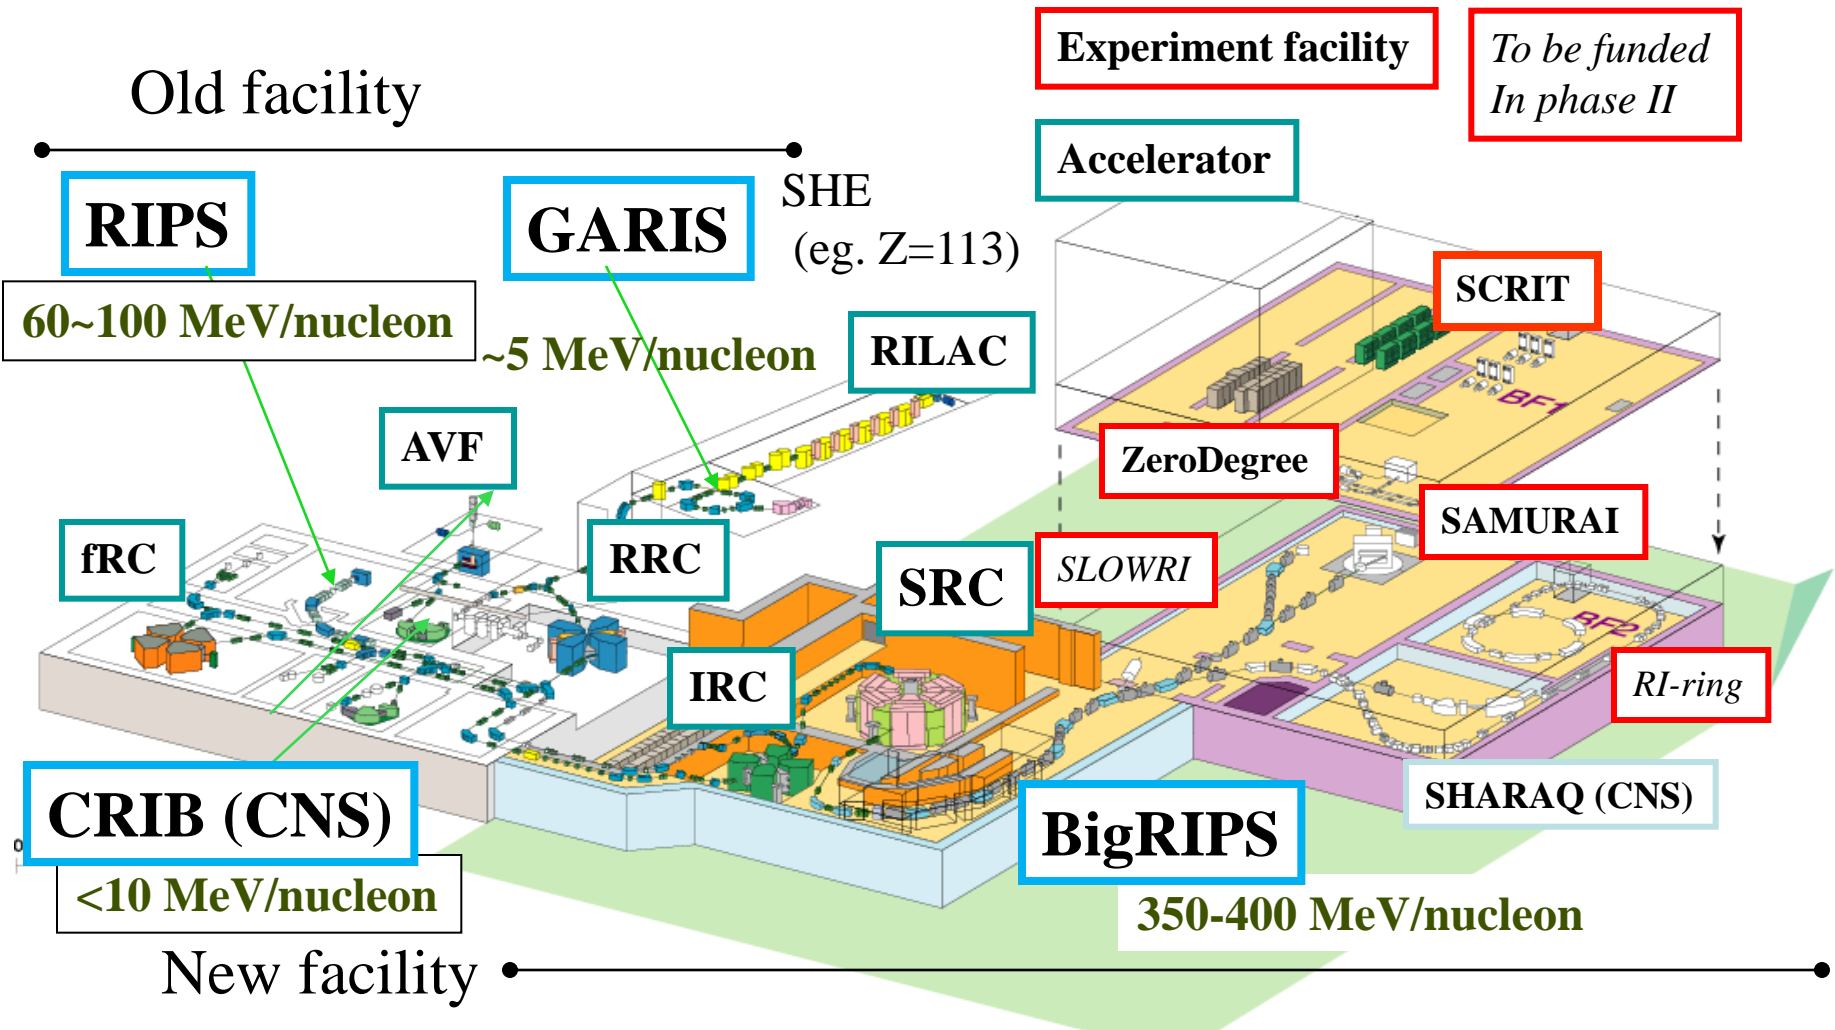 Experiment facility
To be funded
In phase II
Old facility
Accelerator
RIPS
GARIS
SHE
(eg. Z=113)
SCRIT
60~100 MeV/nucleon
~5 MeV/nucleon
RILAC
BF1
AVF
ZeroDegree
SAMURAI
fRC
RRC
SRC
SLOWRI
BF2
IRC
RI-ring
CRIB (CNS)
SHARAQ (CNS)
BigRIPS
0
<10 MeV/nucleon
350-400 MeV/nucleon
New facility